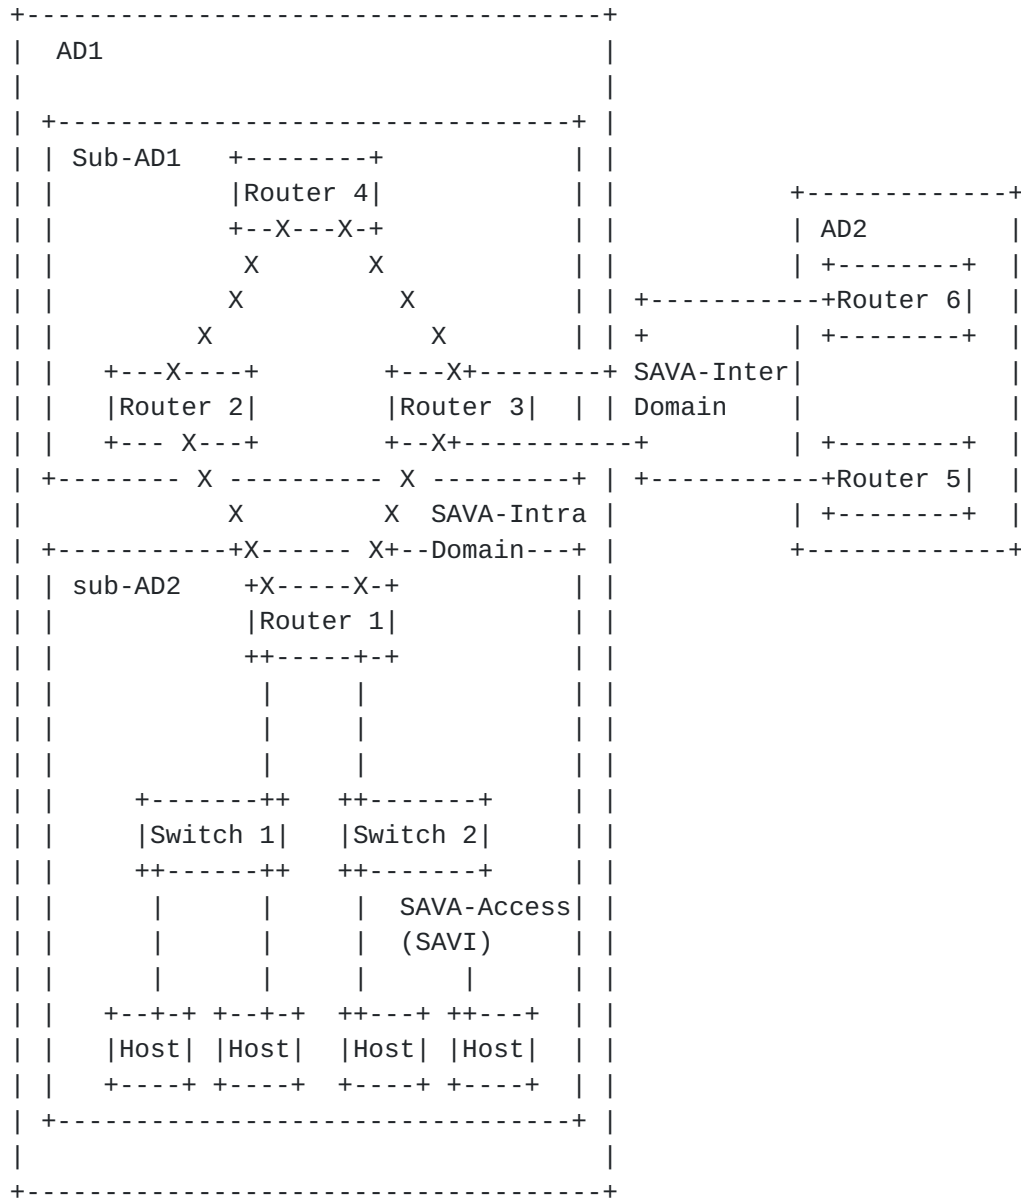 AD1
Sub-AD1
Router 4
AD2
Router 6
SAVA-Inter
Router 2 Router 3 Domain
Router 5
SAVA-Intra
Domain
sub-AD2
Router 1
Switch 1 Switch 2
SAVA-Access
(SAVI)
Host Host Host Host